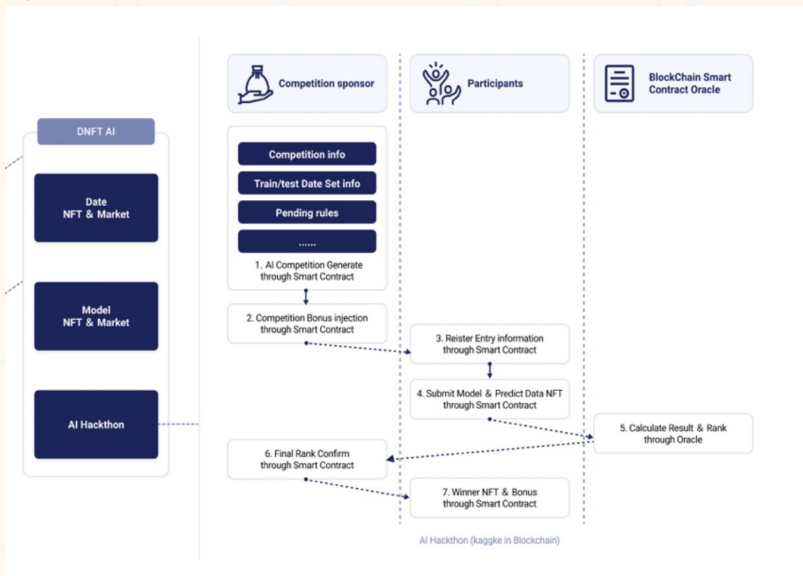 Competition sponsor
Participants
BlockChain Smart
Contract Oracle
DNFT AI
Date
NFT & Market
Model
NFT & Market
AI Hackthon
Competition info
Train/test Date Set info
Pending rules
......
1. AI Competition Generate
through Smart Contract
2. Competition Bonus injection
through Smart Contract
3. Reister Entry information
through Smart Contract
4. Submit Model & Predict Data NFT
through Smart Contract
5. Calculate Result & Rank
through Oracle
6. Final Rank Confirm
through Smart Contract
7. Winner NFT & Bonus
through Smart Contract
AI Hackthon (kaggke in Blockchain)